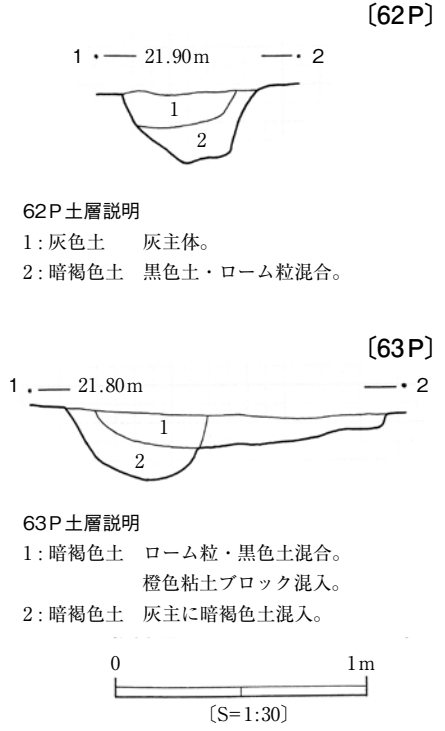 〔62P〕
1 21.90m 2
1
2
62P土層説明
1：灰色土　灰主体。
2：暗褐色土　黒色土・ローム粒混合。
〔63P〕
1 21.80m 2
1
2
63P土層説明
1：暗褐色土　ローム粒・黒色土混合。
橙色粘土ブロック混入。
2：暗褐色土　灰主に暗褐色土混入。
0 1m
〔S=1:30〕